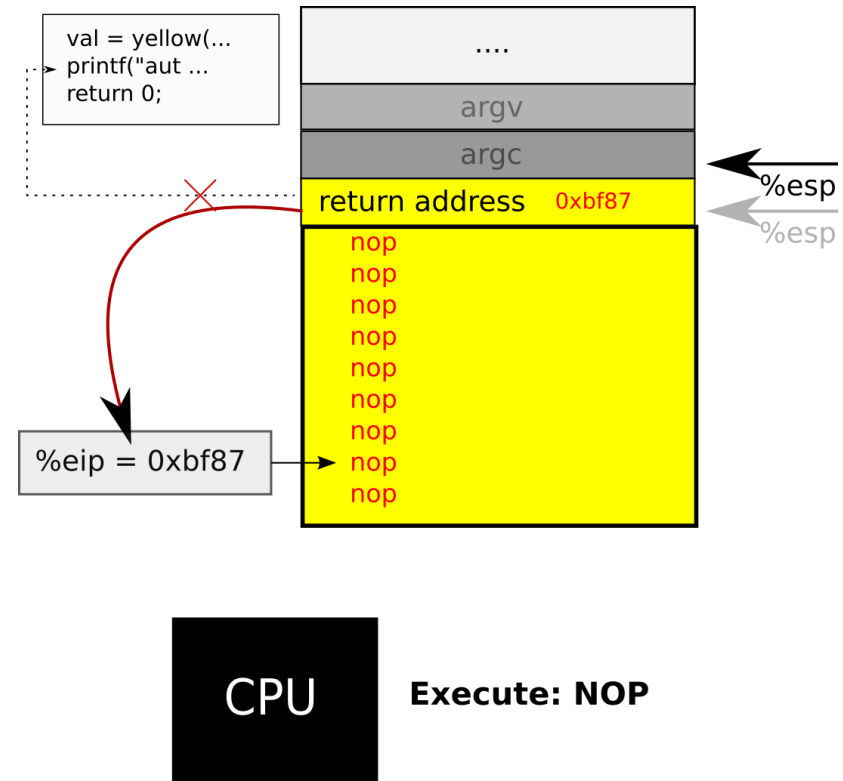 val = yellow(...
printf("aut ...
return 0;
....
argv
argc
%esp
return address 0xbf87
%esp
nop
nop
nop
nop
nop
nop
nop
nop
nop
%eip = 0xbf87
CPU
Execute: NOP